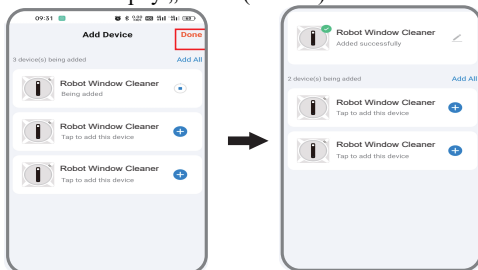 09:31
Add Device
Done
3 device(s) being added
Add All
Robot Window Cleaner
Being added
Robot Window Cleaner
Tap to add this device
Robot Window Cleaner
Tap to add this device
Robot Window Cleaner
Added successfully
2 device(s) being added
Add All
Robot Window Cleaner
Tap to add this device
Robot Window Cleaner
Tap to add this device